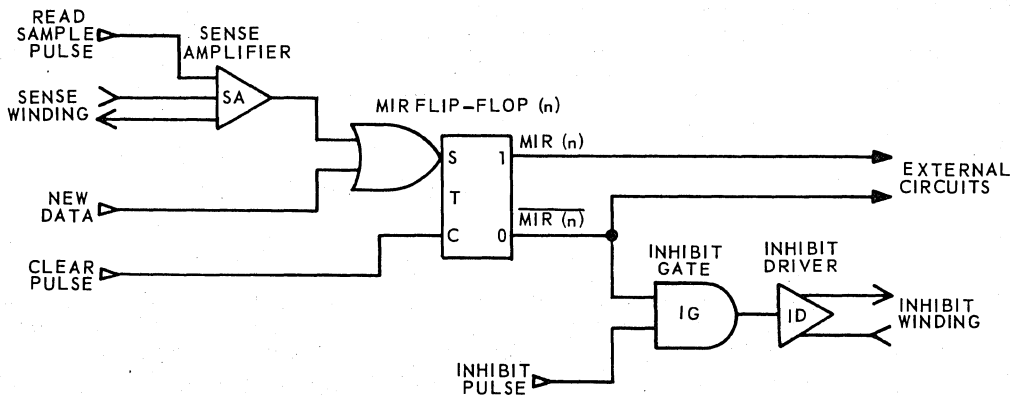 READ
SAMPLE
PULSE
SENSE
AMPLIFIER
SA
SENSE
WINDING
MIR FLIP-FLOP (n)
S 1
T
C 0
MIR (n)
M̅I̅R̅ ̅(̅n̅)̅
EXTERNAL
CIRCUITS
NEW
DATA
CLEAR
PULSE
INHIBIT
GATE
IG
INHIBIT
DRIVER
ID
INHIBIT
WINDING
INHIBIT
PULSE